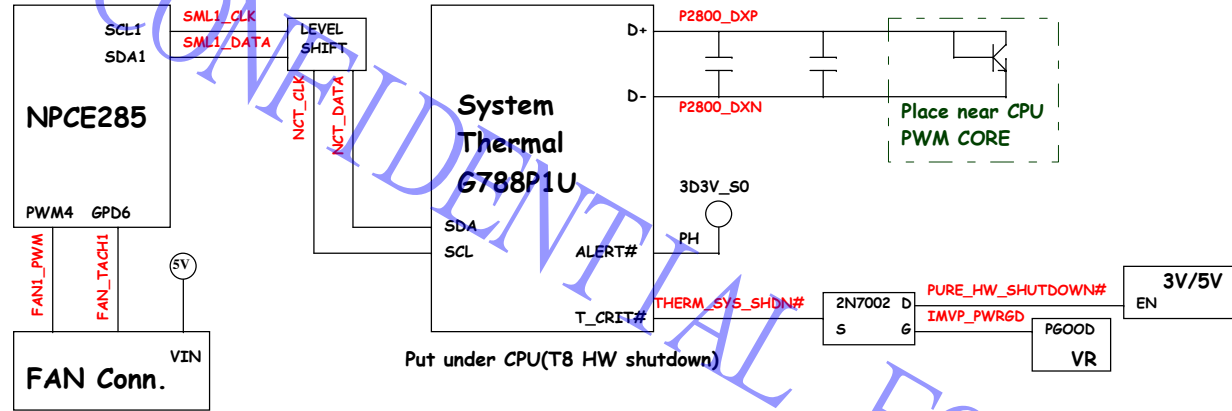 SML1_CLK
SML1_DATA
SCL1
SDA1
NPCE285
PWM4 GPD6
LEVEL
SHIFT
NCT_CLK
NCT_DATA
System
Thermal
G788P1U
D+
D-
SDA
SCL
ALERT#
T_CRIT#
P2800_DXP
P2800_DXN
Place near CPU
PWM CORE
3D3V_S0
PH
FAN1_PWM
FAN_TACH1
5V
VIN
FAN Conn.
THERM_SYS_SHDN#
2N7002 D
S G
PURE_HW_SHUTDOWN#
IMVP_PWRGD
3V/5V
EN
PGOOD
VR
Put under CPU(T8 HW shutdown)
CONFIDENTIAL